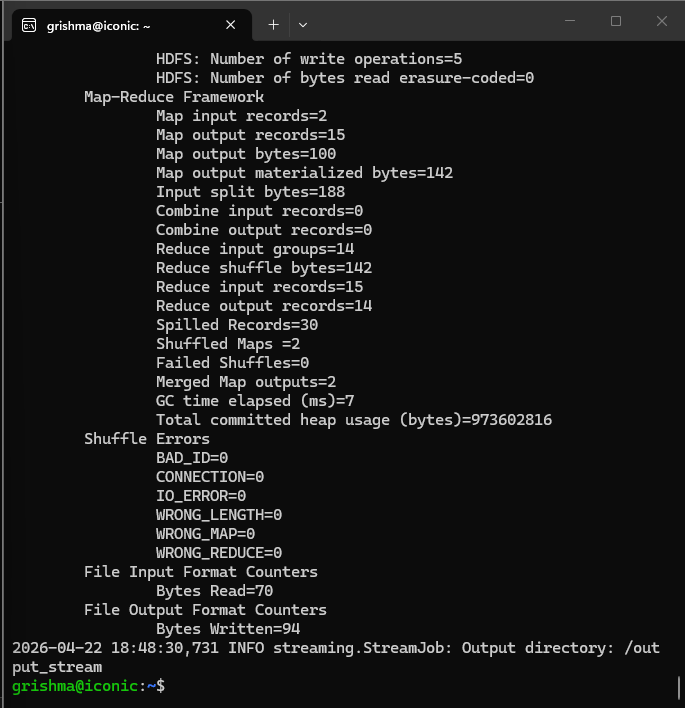 grishma@iconic: ~
HDFS: Number of write operations=5
HDFS: Number of bytes read erasure-coded=0
Map-Reduce Framework
Map input records=2
Map output records=15
Map output bytes=100
Map output materialized bytes=142
Input split bytes=188
Combine input records=0
Combine output records=0
Reduce input groups=14
Reduce shuffle bytes=142
Reduce input records=15
Reduce output records=14
Spilled Records=30
Shuffled Maps =2
Failed Shuffles=0
Merged Map outputs=2
GC time elapsed (ms)=7
Total committed heap usage (bytes)=973602816
Shuffle Errors
BAD_ID=0
CONNECTION=0
IO_ERROR=0
WRONG_LENGTH=0
WRONG_MAP=0
WRONG_REDUCE=0
File Input Format Counters
Bytes Read=70
File Output Format Counters
Bytes Written=94
2026-04-22 18:48:30,731 INFO streaming.StreamJob: Output directory: /out
put_stream
grishma@iconic:~$